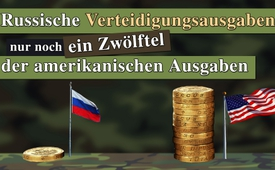 Russische Verteidigungsausgaben
nur noch ein Zwölftel
der amerikanischen Ausgaben